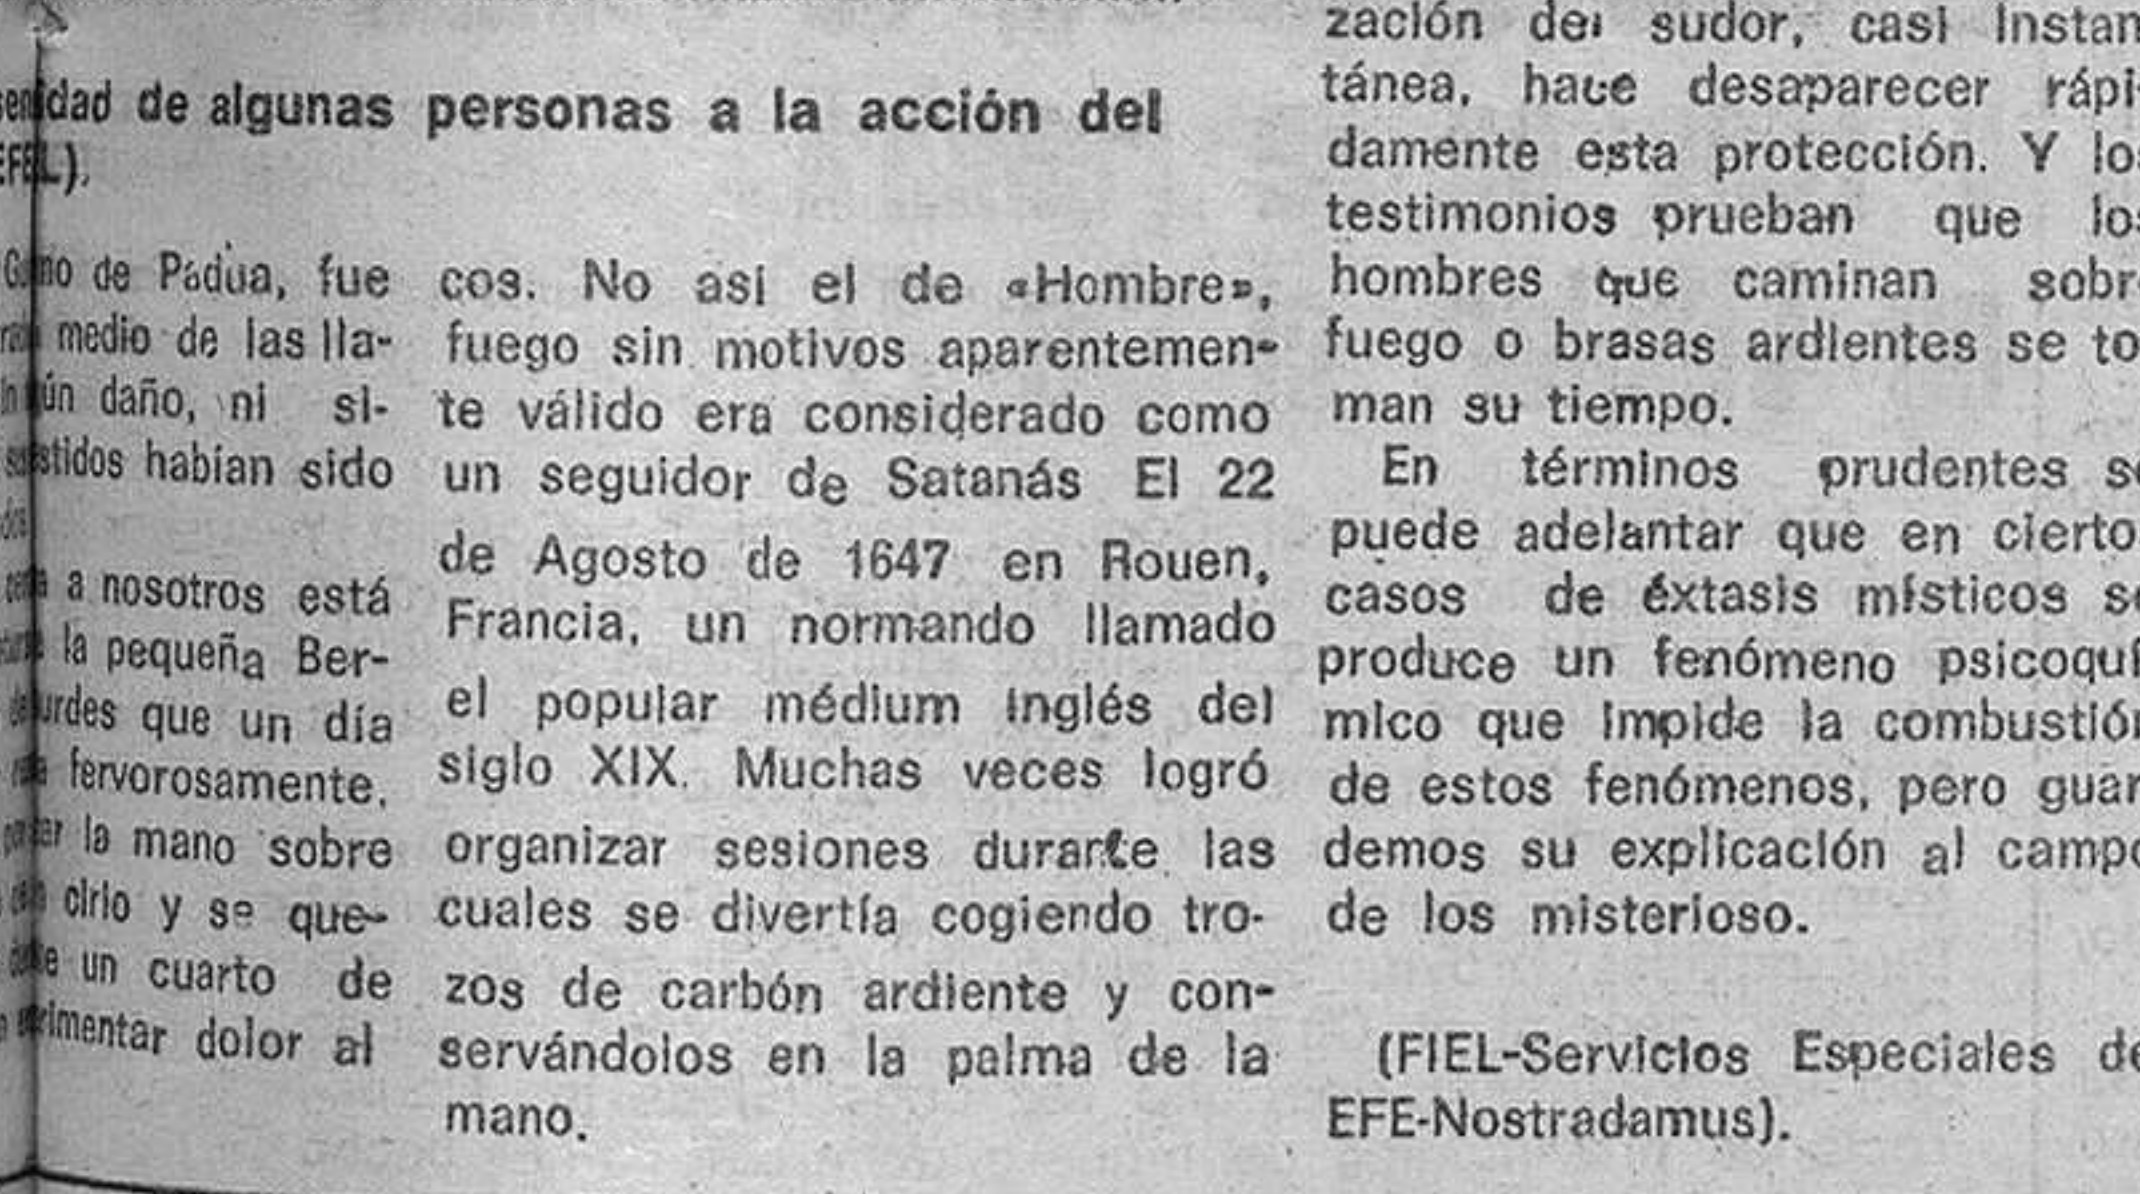 dad de algunas personas a la acción del
de Padua, fue
medio de las lla-
daño, ni si-
habían sido
a nosotros está
la pequeña Ber-
que un día
fervorosamente.
la mano sobre
cirio y se que-
un cuarto de
dolor al
cos. No así el de «Hombre»,
fuego sin motivos aparentemen-
te válido era considerado como
un seguidor de Satanás El 22
de Agosto de 1647 en Rouen,
Francia, un normando llamado
el popular médium inglés del
siglo XIX. Muchas veces logró
organizar sesiones durante las
cuales se divertía cogiendo tro-
zos de carbón ardiente y con-
servándolos en la palma de la
mano.
zación del sudor, casi instan
tánea, hace desaparecer rápi-
damente esta protección. Y los
testimonios prueban que los
hombres que caminan sobre
fuego o brasas ardientes se to-
man su tiempo.
En términos prudentes se
puede adelantar que en cierto
casos de éxtasis místicos se
produce un fenómeno psicoquí
mico que impide la combustión
de estos fenómenos, pero guar
demos su explicación al campo
de los misterioso.
(FIEL-Servicios Especiales de
EFE-Nostradamus).